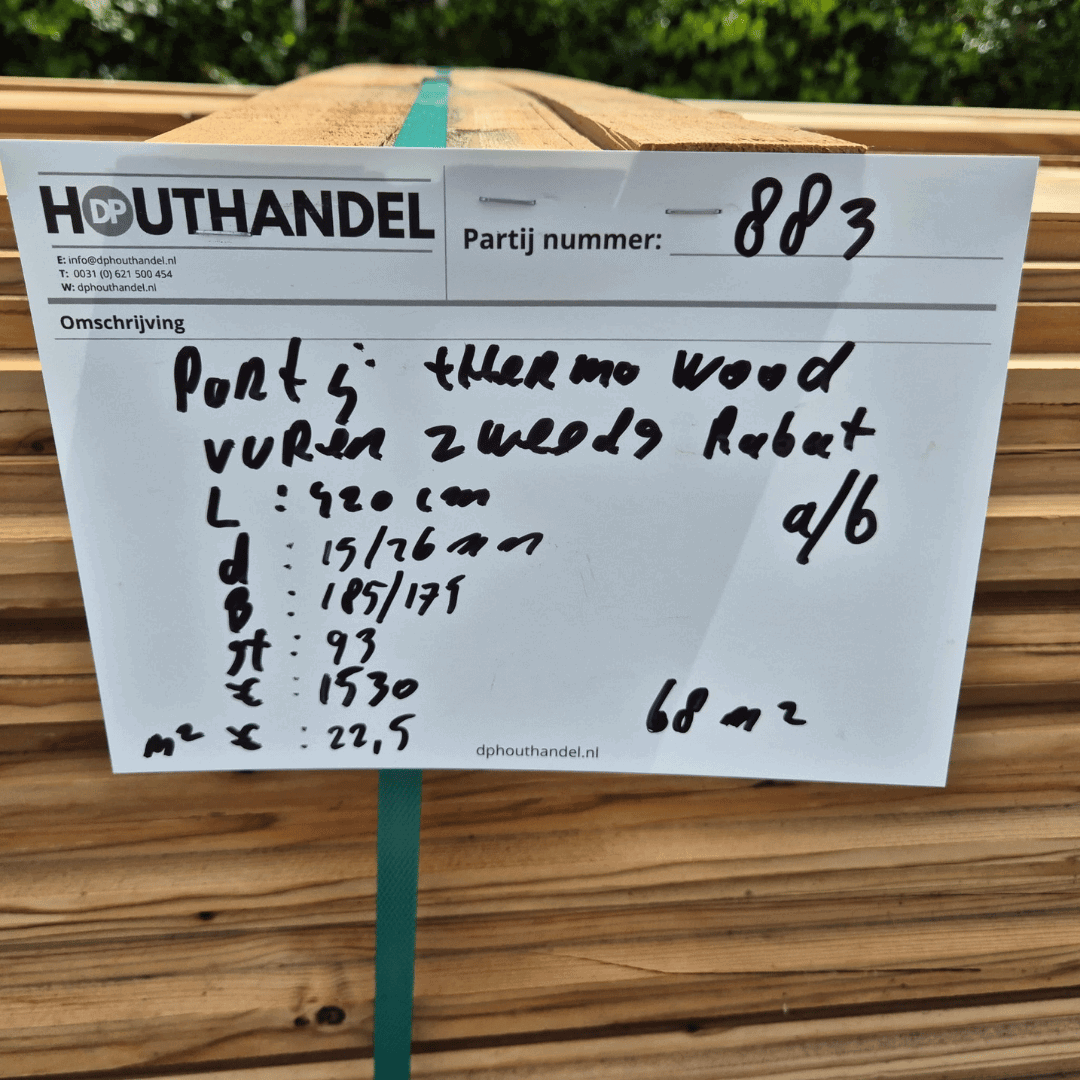 HOUTHANDEL
DP
E: info@dphouthandel.nl
T: 0031 (0) 621 500 454
W: dphouthandel.nl
Partij nummer: 883
Omschrijving
Partij thermo wood
vuren zweeds Rabat
L : 420 cm a/b
d : 15/26 mm
B : 185/175
st : 93
€ : 1530
68 m²
m² € : 22,5
dphouthandel.nl